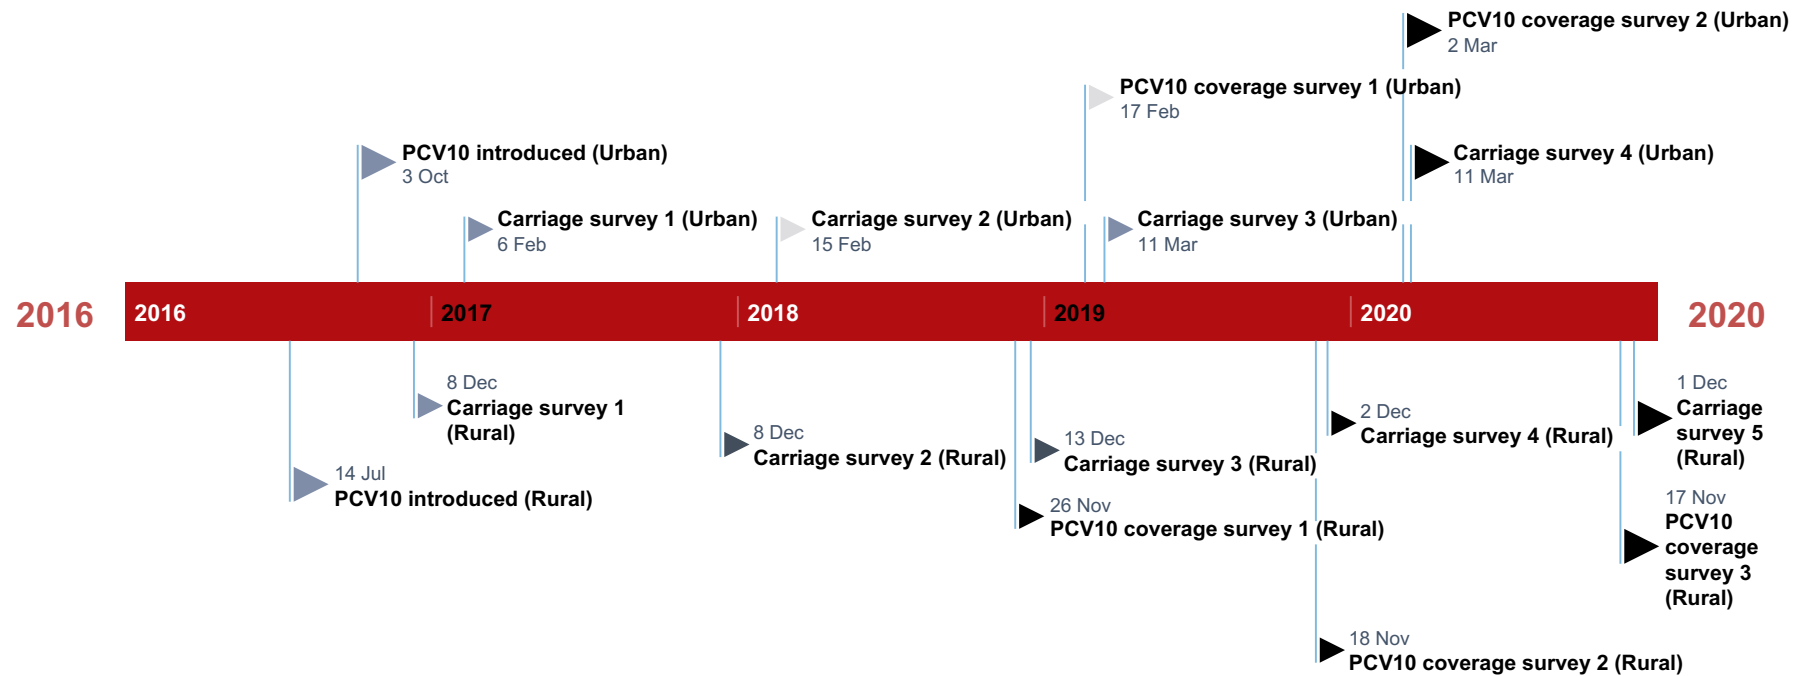 PCV10 coverage survey 2 (Urban)
2 Mar
PCV10 coverage survey 1 (Urban)
17 Feb
PCV10 introduced (Urban)
3 Oct
Carriage survey 4 (Urban)
11 Mar
Carriage survey 1 (Urban)
6 Feb
Carriage survey 2 (Urban)
15 Feb
Carriage survey 3 (Urban)
11 Mar
2016
2016
2017
2018
2019
2020
2020
8 Dec
Carriage survey 1
(Rural)
14 Jul
PCV10 introduced (Rural)
8 Dec
Carriage survey 2 (Rural)
13 Dec
Carriage survey 3 (Rural)
26 Nov
PCV10 coverage survey 1 (Rural)
2 Dec
Carriage survey 4 (Rural)
18 Nov
PCV10 coverage survey 2 (Rural)
1 Dec
Carriage
survey 5
(Rural)
17 Nov
PCV10
coverage
survey 3
(Rural)